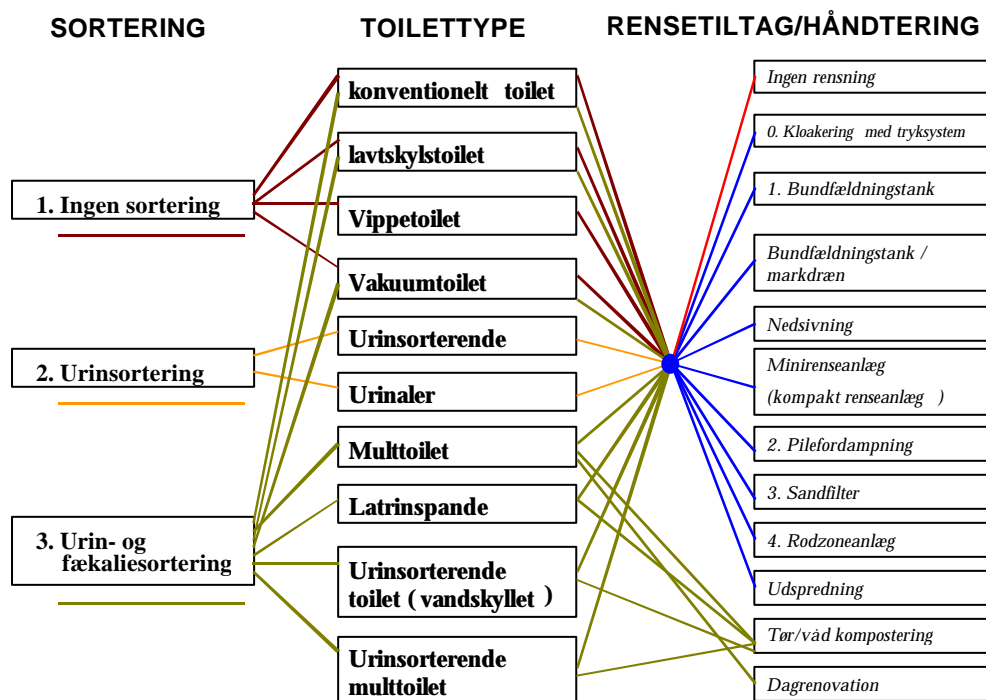 SORTERING
TOILETTYPE
RENSETILTAG/HÅNDTERING
1. Ingen sortering
2. Urinsortering
3. Urin- og
fækaliesortering
konventionelt toilet
lavtskylstoilet
Vippetoilet
Vakuumtoilet
Urinsorterende
Urinaler
Multtoilet
Latrinspande
Urinsorterende
toilet ( vandskyllet )
Urinsorterende
multtoilet
Ingen rensning
0. Kloakering med tryksystem
1. Bundfældningstank
Bundfældningstank /
markdræn
Nedsivning
Minirenseanlæg
(kompakt renseanlæg )
2. Pilefordampning
3. Sandfilter
4. Rodzoneanlæg
Udspredning
Tør/våd kompostering
Dagrenovation